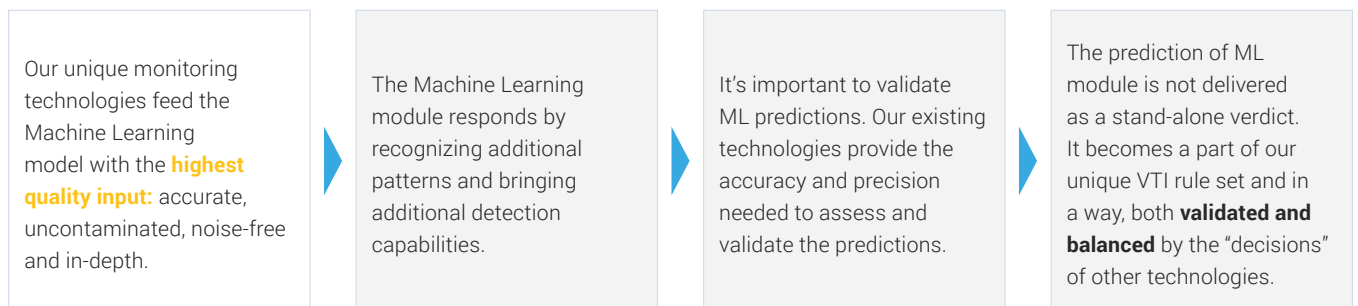 Our unique monitoring
technologies feed the
Machine Learning
model with the highest
quality input: accurate,
uncontaminated, noise-free
and in-depth.
The Machine Learning
module responds by
recognizing additional
patterns and bringing
additional detection
capabilities.
It’s important to validate
ML predictions. Our existing
technologies provide the
accuracy and precision
needed to assess and
validate the predictions.
The prediction of ML
module is not delivered
as a stand-alone verdict.
It becomes a part of our
unique VTI rule set and in
a way, both validated and
balanced by the “decisions”
of other technologies.